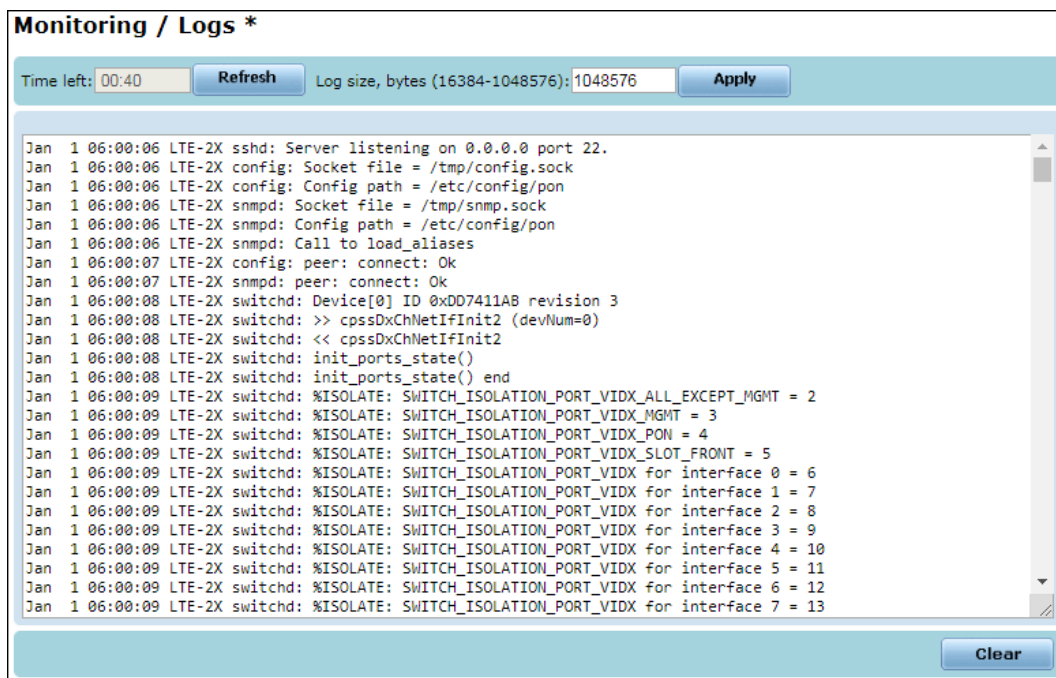 Monitoring / Logs *
Time left: 00:40 Refresh Log size, bytes (16384-1048576): 1048576 Apply
Jan  1 06:00:06 LTE-2X sshd: Server listening on 0.0.0.0 port 22.
Jan  1 06:00:06 LTE-2X config: Socket file = /tmp/config.sock
Jan  1 06:00:06 LTE-2X config: Config path = /etc/config/pon
Jan  1 06:00:06 LTE-2X snmpd: Socket file = /tmp/snmp.sock
Jan  1 06:00:06 LTE-2X snmpd: Config path = /etc/config/pon
Jan  1 06:00:06 LTE-2X snmpd: Call to load_aliases
Jan  1 06:00:07 LTE-2X config: peer: connect: Ok
Jan  1 06:00:07 LTE-2X snmpd: peer: connect: Ok
Jan  1 06:00:08 LTE-2X switchd: Device[0] ID 0xDD7411AB revision 3
Jan  1 06:00:08 LTE-2X switchd: >> cpssDxChNetIfInit2 (devNum=0)
Jan  1 06:00:08 LTE-2X switchd: << cpssDxChNetIfInit2
Jan  1 06:00:08 LTE-2X switchd: init_ports_state()
Jan  1 06:00:08 LTE-2X switchd: init_ports_state() end
Jan  1 06:00:09 LTE-2X switchd: %ISOLATE: SWITCH_ISOLATION_PORT_VIDX_ALL_EXCEPT_MGMT = 2
Jan  1 06:00:09 LTE-2X switchd: %ISOLATE: SWITCH_ISOLATION_PORT_VIDX_MGMT = 3
Jan  1 06:00:09 LTE-2X switchd: %ISOLATE: SWITCH_ISOLATION_PORT_VIDX_PON = 4
Jan  1 06:00:09 LTE-2X switchd: %ISOLATE: SWITCH_ISOLATION_PORT_VIDX_SLOT_FRONT = 5
Jan  1 06:00:09 LTE-2X switchd: %ISOLATE: SWITCH_ISOLATION_PORT_VIDX for interface 0 = 6
Jan  1 06:00:09 LTE-2X switchd: %ISOLATE: SWITCH_ISOLATION_PORT_VIDX for interface 1 = 7
Jan  1 06:00:09 LTE-2X switchd: %ISOLATE: SWITCH_ISOLATION_PORT_VIDX for interface 2 = 8
Jan  1 06:00:09 LTE-2X switchd: %ISOLATE: SWITCH_ISOLATION_PORT_VIDX for interface 3 = 9
Jan  1 06:00:09 LTE-2X switchd: %ISOLATE: SWITCH_ISOLATION_PORT_VIDX for interface 4 = 10
Jan  1 06:00:09 LTE-2X switchd: %ISOLATE: SWITCH_ISOLATION_PORT_VIDX for interface 5 = 11
Jan  1 06:00:09 LTE-2X switchd: %ISOLATE: SWITCH_ISOLATION_PORT_VIDX for interface 6 = 12
Jan  1 06:00:09 LTE-2X switchd: %ISOLATE: SWITCH_ISOLATION_PORT_VIDX for interface 7 = 13
Clear